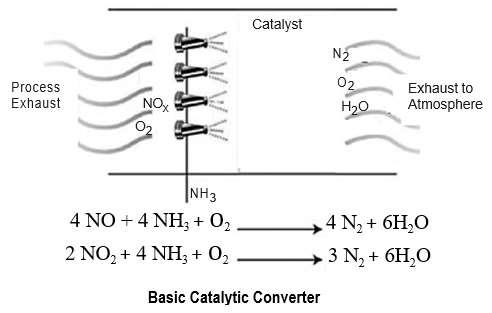 Catalyst
Process
Exhaust
NOₓ
O₂
NH₃
N₂
O₂
H₂O
Exhaust to
Atmosphere
4 NO + 4 NH₃ + O₂ → 4 N₂ + 6H₂O
2 NO₂ + 4 NH₃ + O₂ → 3 N₂ + 6H₂O
Basic Catalytic Converter